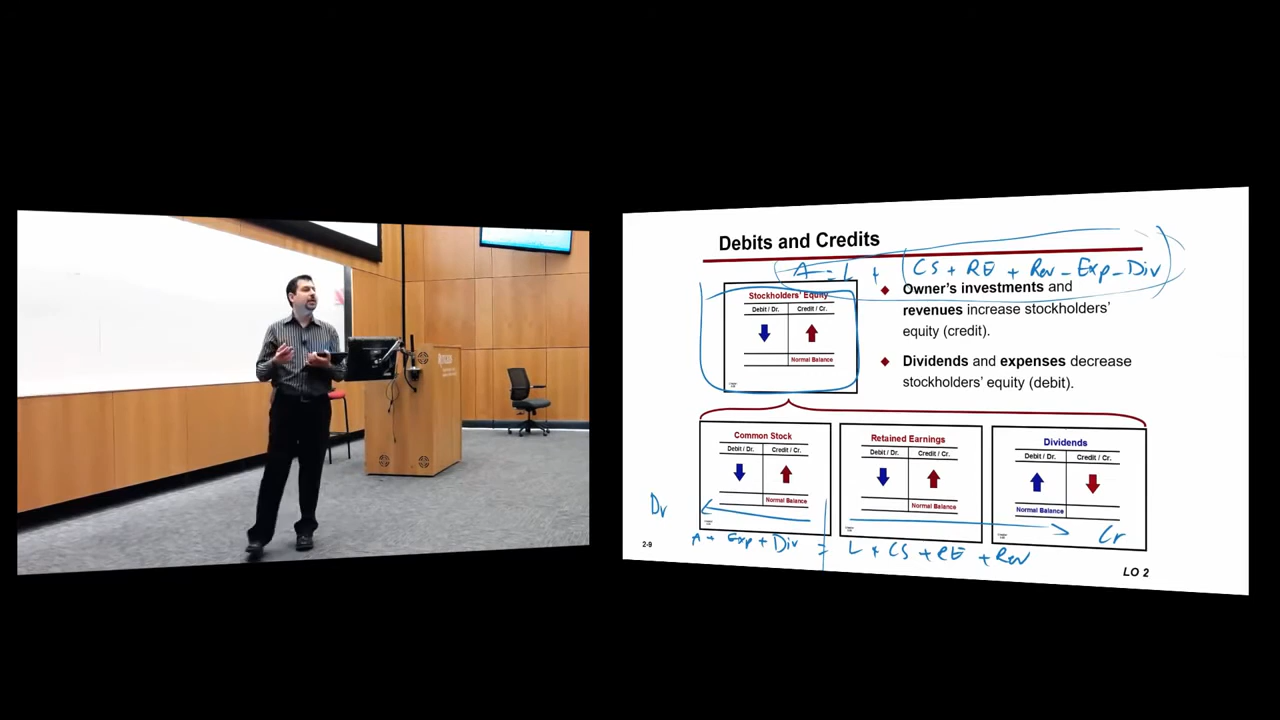 Debits and Credits
A = L + (CS + RE + Rev - Exp - Div)
Stockholders' Equity
Debit / Dr. Credit / Cr.
Normal Balance
◆ Owner's investments and
revenues increase stockholders'
equity (credit).
◆ Dividends and expenses decrease
stockholders' equity (debit).
Common Stock
Debit / Dr. Credit / Cr.
Normal Balance
Retained Earnings
Debit / Dr. Credit / Cr.
Normal Balance
Dividends
Debit / Dr. Credit / Cr.
Normal Balance
Dr
Cr
A + Exp + Div = L + CS + RE + Rev
2-9
LO 2